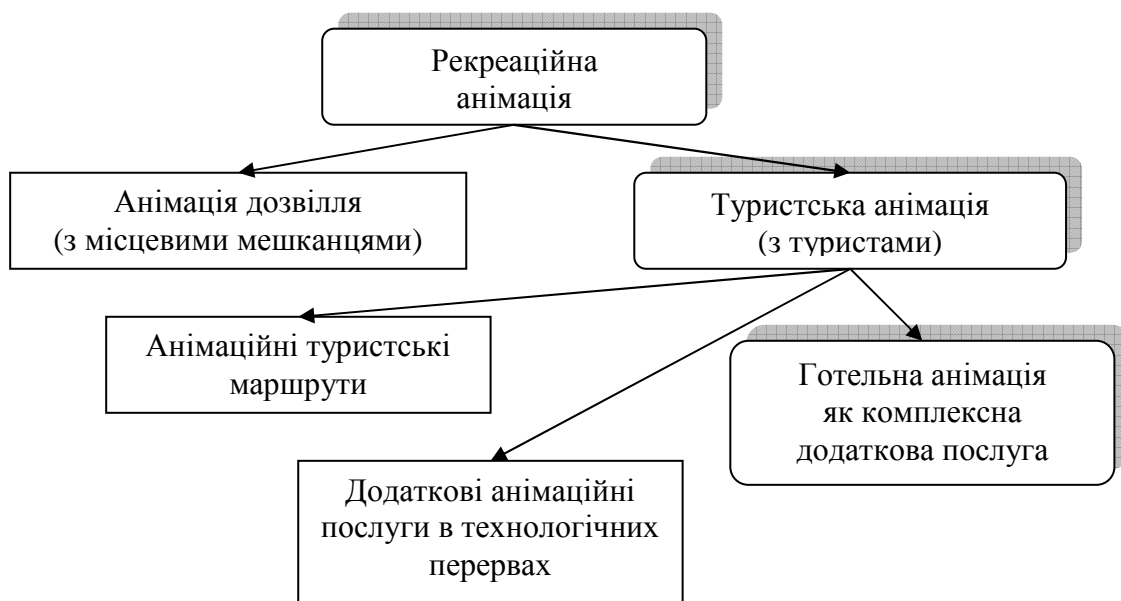 Рекреаційна
анімація
Анімація дозвілля
(з місцевими мешканцями)
Туристська анімація
(з туристами)
Анімаційні туристські
маршрути
Готельна анімація
як комплексна
додаткова послуга
Додаткові анімаційні
послуги в технологічних
перервах